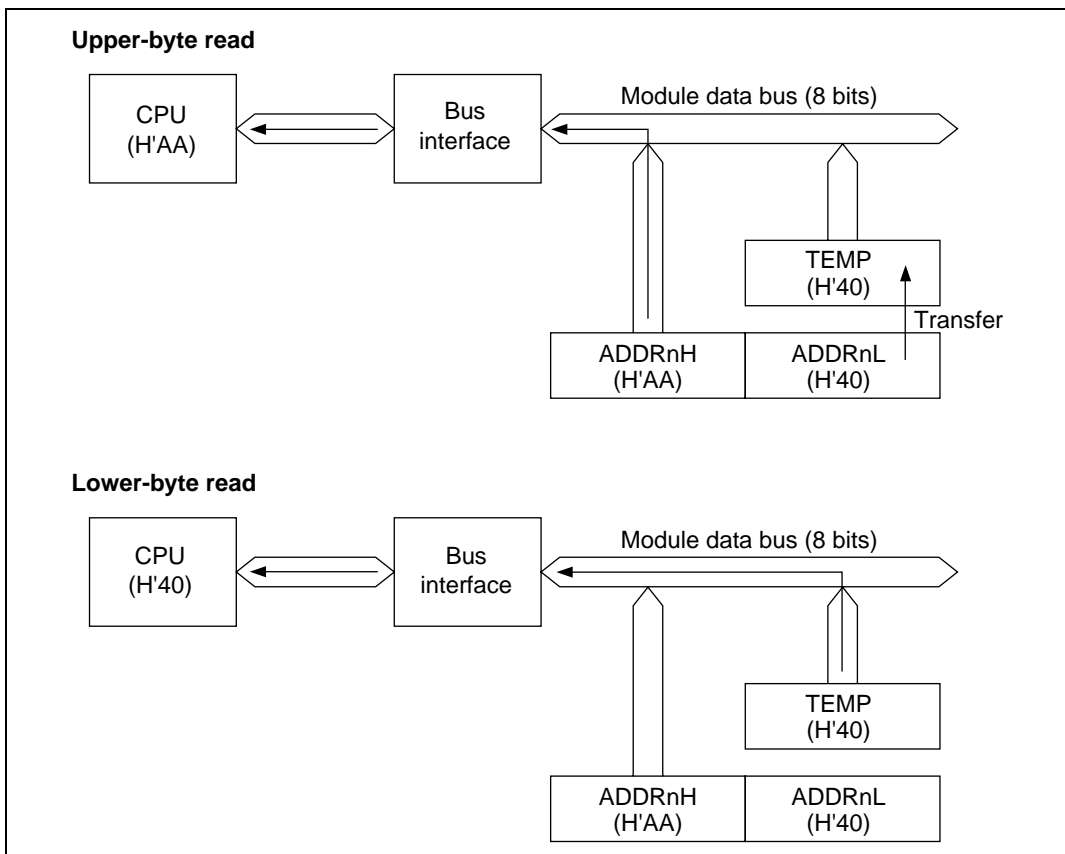 Upper-byte read
Module data bus (8 bits)
CPU
(H'AA)
Bus
interface
TEMP
(H'40)
Transfer
ADDRnH
(H'AA)
ADDRnL
(H'40)
Lower-byte read
Module data bus (8 bits)
CPU
(H'40)
Bus
interface
TEMP
(H'40)
ADDRnH
(H'AA)
ADDRnL
(H'40)